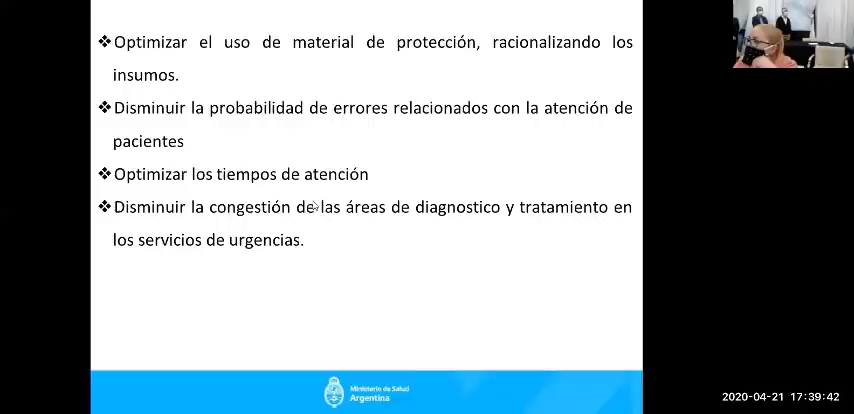 ❖Optimizar el uso de material de protección, racionalizando los
insumos.
❖Disminuir la probabilidad de errores relacionados con la atención de
pacientes
❖Optimizar los tiempos de atención
❖Disminuir la congestión de las áreas de diagnostico y tratamiento en
los servicios de urgencias.
Ministerio de Salud
Argentina
2020-04-21 17:39:42